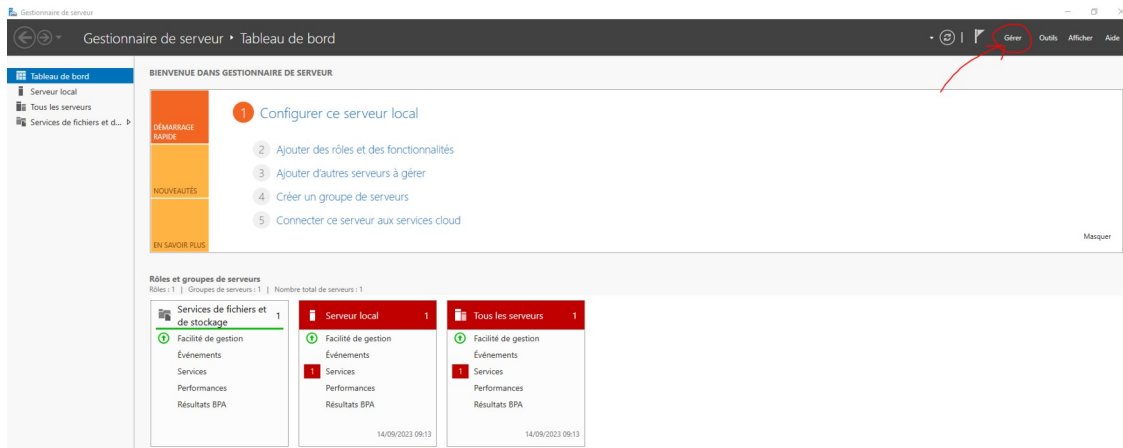 Gestionnaire de serveur
Gestionnaire de serveur ‣ Tableau de bord
Gérer Outils Afficher Aide
Tableau de bord
Serveur local
Tous les serveurs
Services de fichiers et d...
BIENVENUE DANS GESTIONNAIRE DE SERVEUR
DÉMARRAGE
RAPIDE
NOUVEAUTÉS
EN SAVOIR PLUS
1 Configurer ce serveur local
2 Ajouter des rôles et des fonctionnalités
3 Ajouter d'autres serveurs à gérer
4 Créer un groupe de serveurs
5 Connecter ce serveur aux services cloud
Masquer
Rôles et groupes de serveurs
Rôles : 1 | Groupes de serveurs : 1 | Nombre total de serveurs : 1
Services de fichiers et
de stockage 1
Facilité de gestion
Événements
Services
Performances
Résultats BPA
Serveur local 1
Facilité de gestion
Événements
1 Services
Performances
Résultats BPA
14/09/2023 09:13
Tous les serveurs 1
Facilité de gestion
Événements
1 Services
Performances
Résultats BPA
14/09/2023 09:13